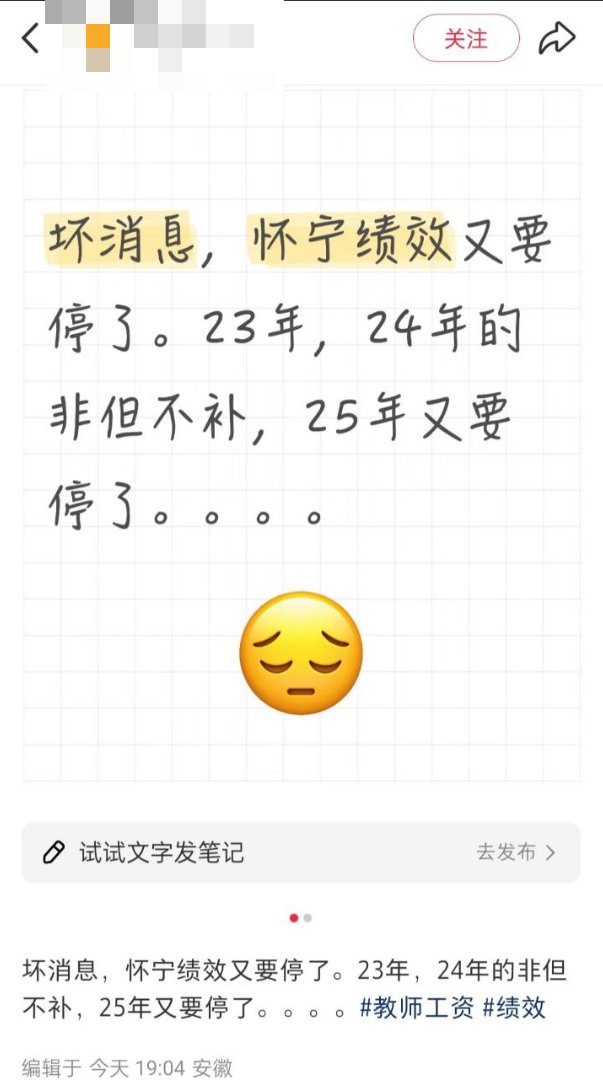 关注
坏消息，怀宁绩效又要
停了。23年，24年的
非但不补，25年又要
停了。。。。
试试文字发笔记
去发布
坏消息，怀宁绩效又要停了。23年，24年的非但
不补，25年又要停了。。。。#教师工资 #绩效
编辑于 今天 19:04 安徽